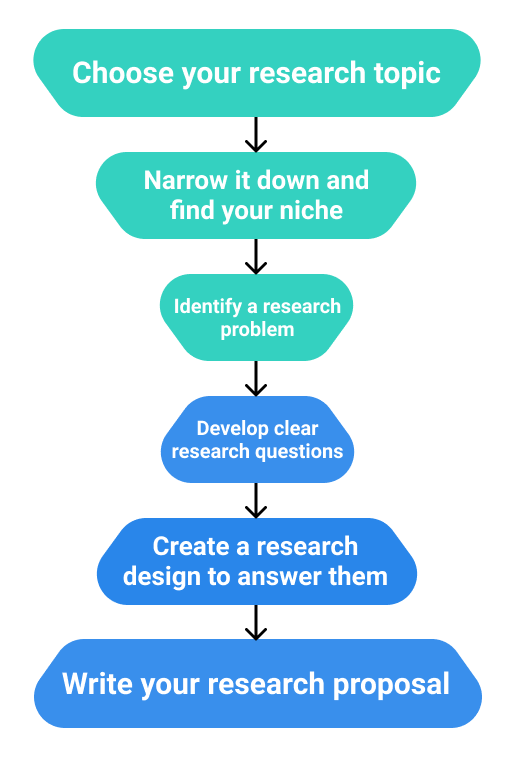 Choose your research topic
Narrow it down and
find your niche
Identify a research
problem
Develop clear
research questions
Create a research
design to answer them
Write your research proposal